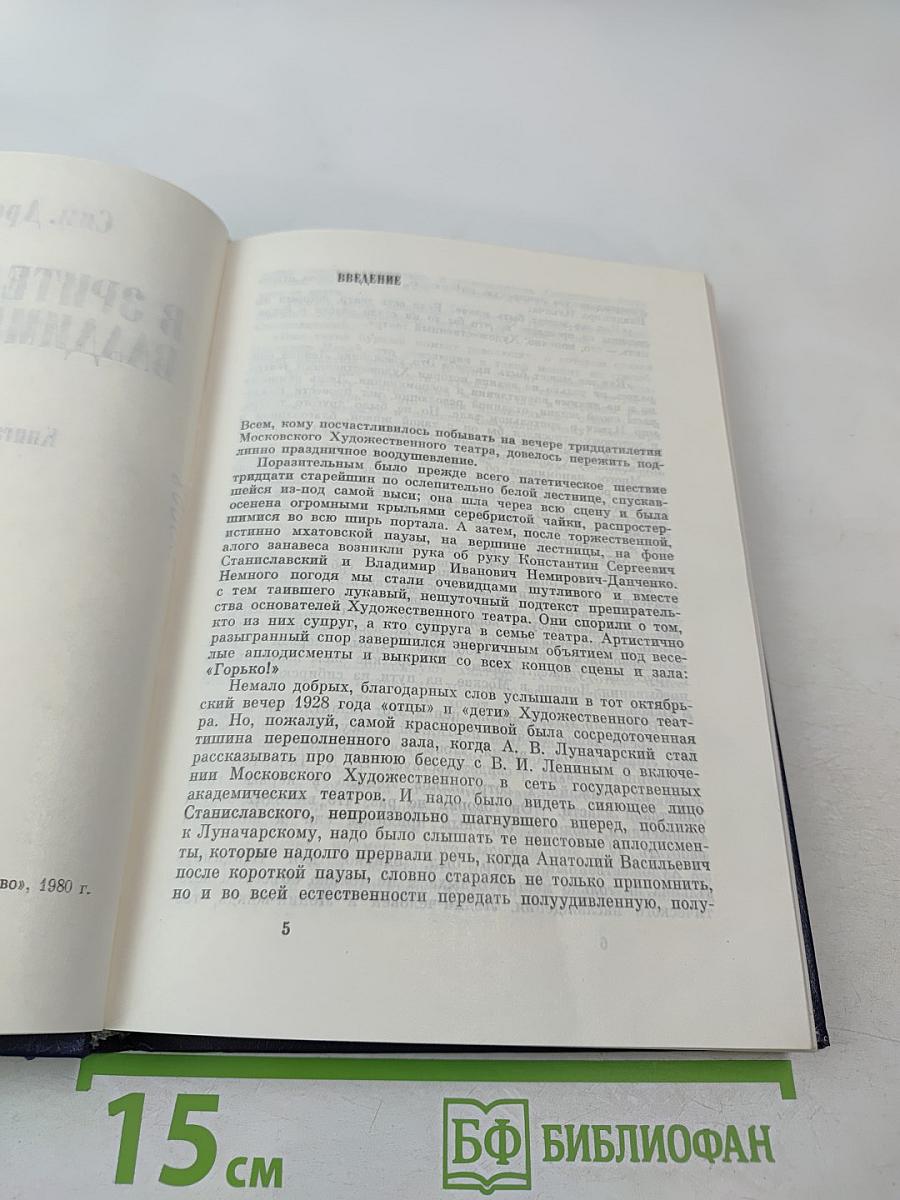 ВВЕДЕНИЕ
Всем, кому посчастливилось побывать на вечере тридцатилетия
Московского Художественного театра, довелось пережить под-
линно праздничное воодушевление.
Поразительным было прежде всего патетическое шествие
тридцати старейшин по ослепительно белой лестнице, спускав-
шейся из-под самой выси; она шла через всю сцену и была
осенена огромными крыльями серебристой чайки, распростер-
шимися во всю ширь портала. А затем, после торжественной,
истинно мхатовской паузы, на вершине лестницы, на фоне
алого занавеса возникли рука об руку Константин Сергеевич
Станиславский и Владимир Иванович Немирович-Данченко.
Немного погодя мы стали очевидцами шутливого и вместе
с тем таившего лукавый, нешуточный подтекст препиратель-
ства основателей Художественного театра. Они спорили о том,
кто из них супруг, а кто супруга в семье театра. Артистично
разыгранный спор завершился энергичным объятием под весе-
лые аплодисменты и выкрики со всех концов сцены и зала:
«Горько!»
Немало добрых, благодарных слов услышали в тот октябрь-
ский вечер 1928 года «отцы» и «дети» Художественного теат-
ра. Но, пожалуй, самой красноречивой была сосредоточенная
тишина переполненного зала, когда А. В. Луначарский стал
рассказывать про давнюю беседу с В. И. Лениным о включе-
нии Московского Художественного в сеть государственных
академических театров. И надо было видеть сияющее лицо
Станиславского, непроизвольно шагнувшего вперед, поближе
к Луначарскому, надо было слышать те неистовые аплодисмен-
ты, которые надолго прервали речь, когда Анатолий Васильевич
после короткой паузы, словно стараясь не только припомнить,
но и во всей естественности передать полуудивленную, полу-
5
во», 1980 г.
15 см
БФ БИБЛИОФАН